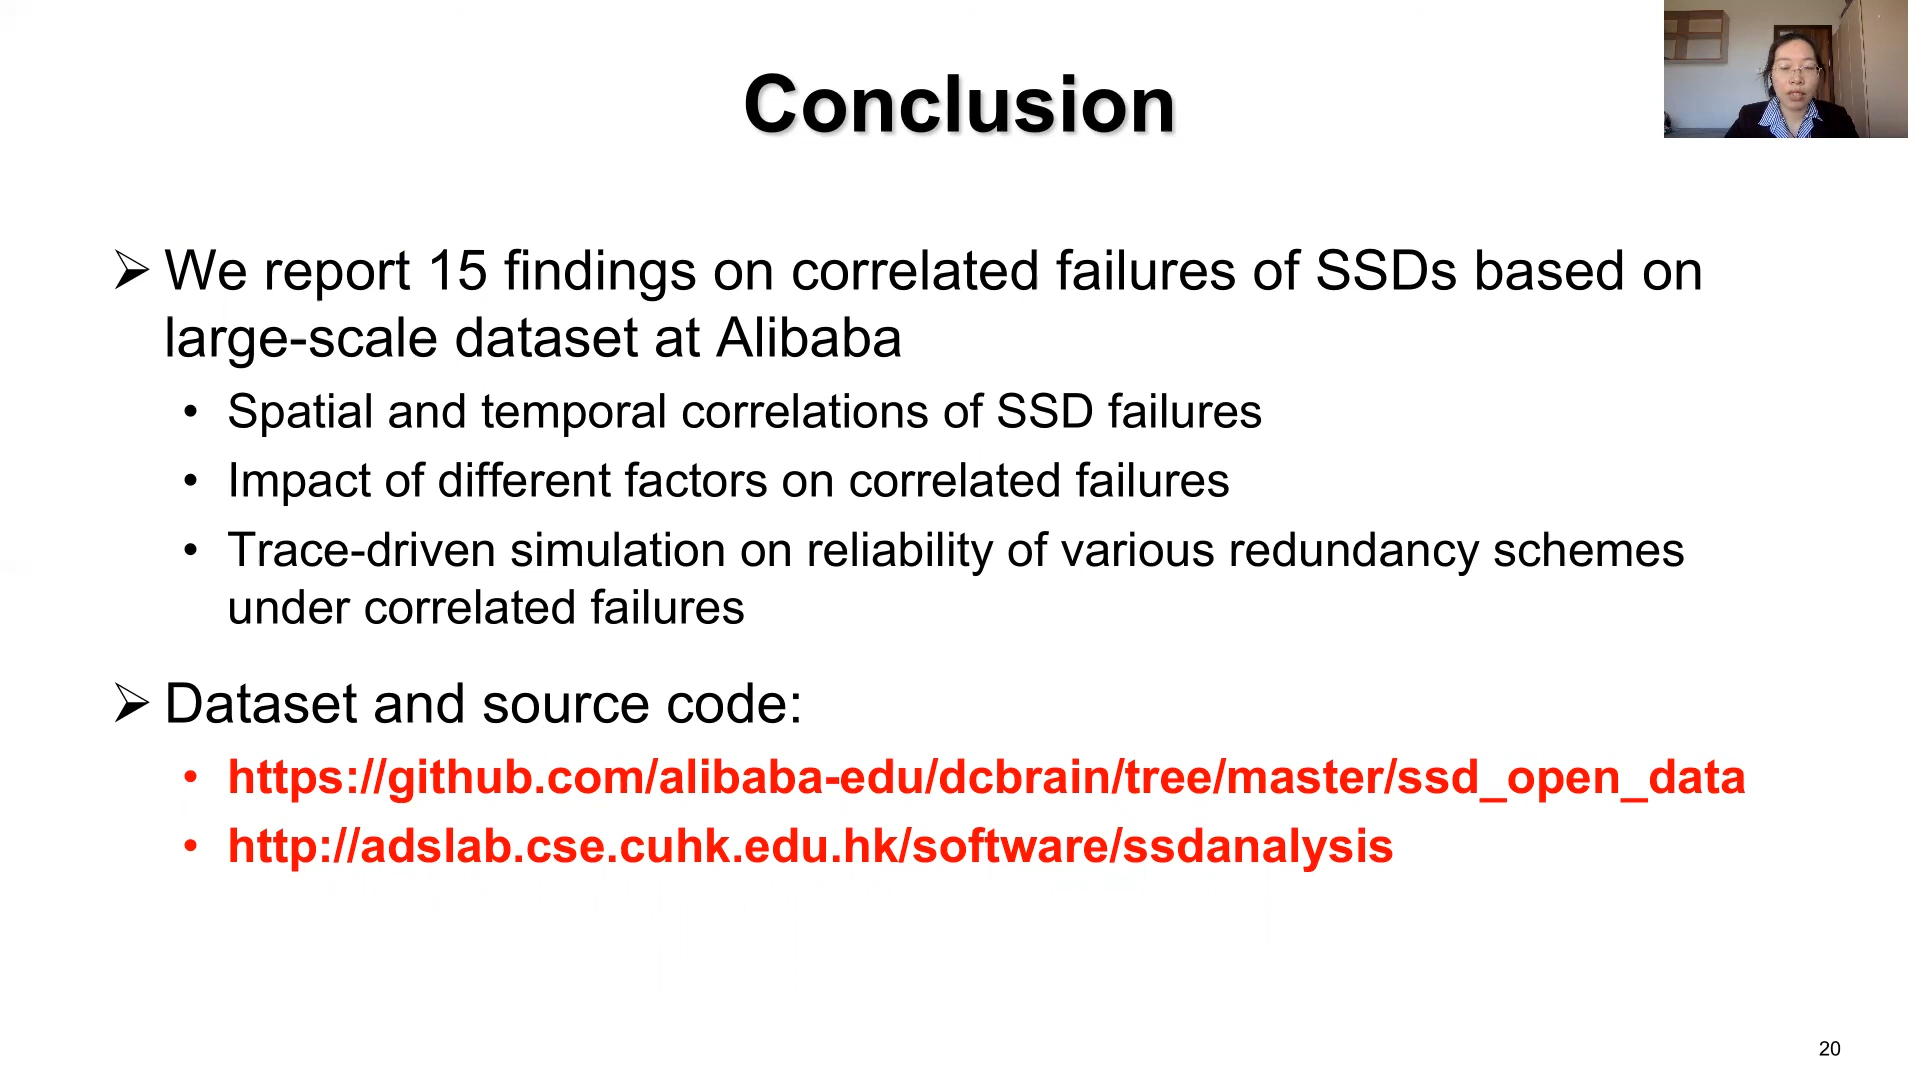 Conclusion
➢ We report 15 findings on correlated failures of SSDs based on
large-scale dataset at Alibaba
• Spatial and temporal correlations of SSD failures
• Impact of different factors on correlated failures
• Trace-driven simulation on reliability of various redundancy schemes
under correlated failures
➢ Dataset and source code:
• https://github.com/alibaba-edu/dcbrain/tree/master/ssd_open_data
• http://adslab.cse.cuhk.edu.hk/software/ssdanalysis
20